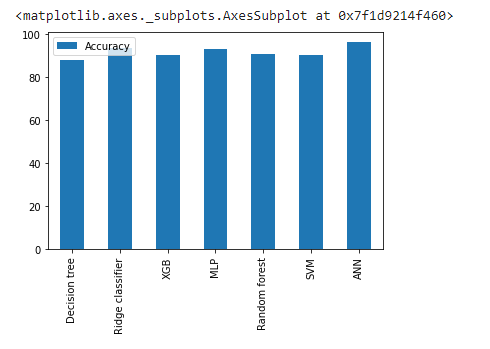 <matplotlib.axes._subplots.AxesSubplot at 0x7f1d9214f460>
100
Accuracy
80
60
40
20
0
Decision tree
Ridge classifier
XGB
MLP
Random forest
SVM
ANN